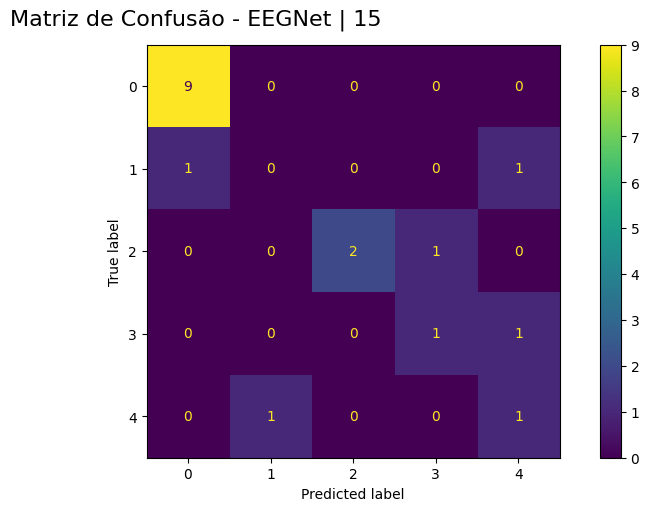 Matriz de Confusão - EEGNet | 15
0 9 0 0 0 0
1 1 0 0 0 1
2 0 0 2 1 0
3 0 0 0 1 1
4 0 1 0 0 1
0 1 2 3 4
True label
Predicted label
9
8
7
6
5
4
3
2
1
0